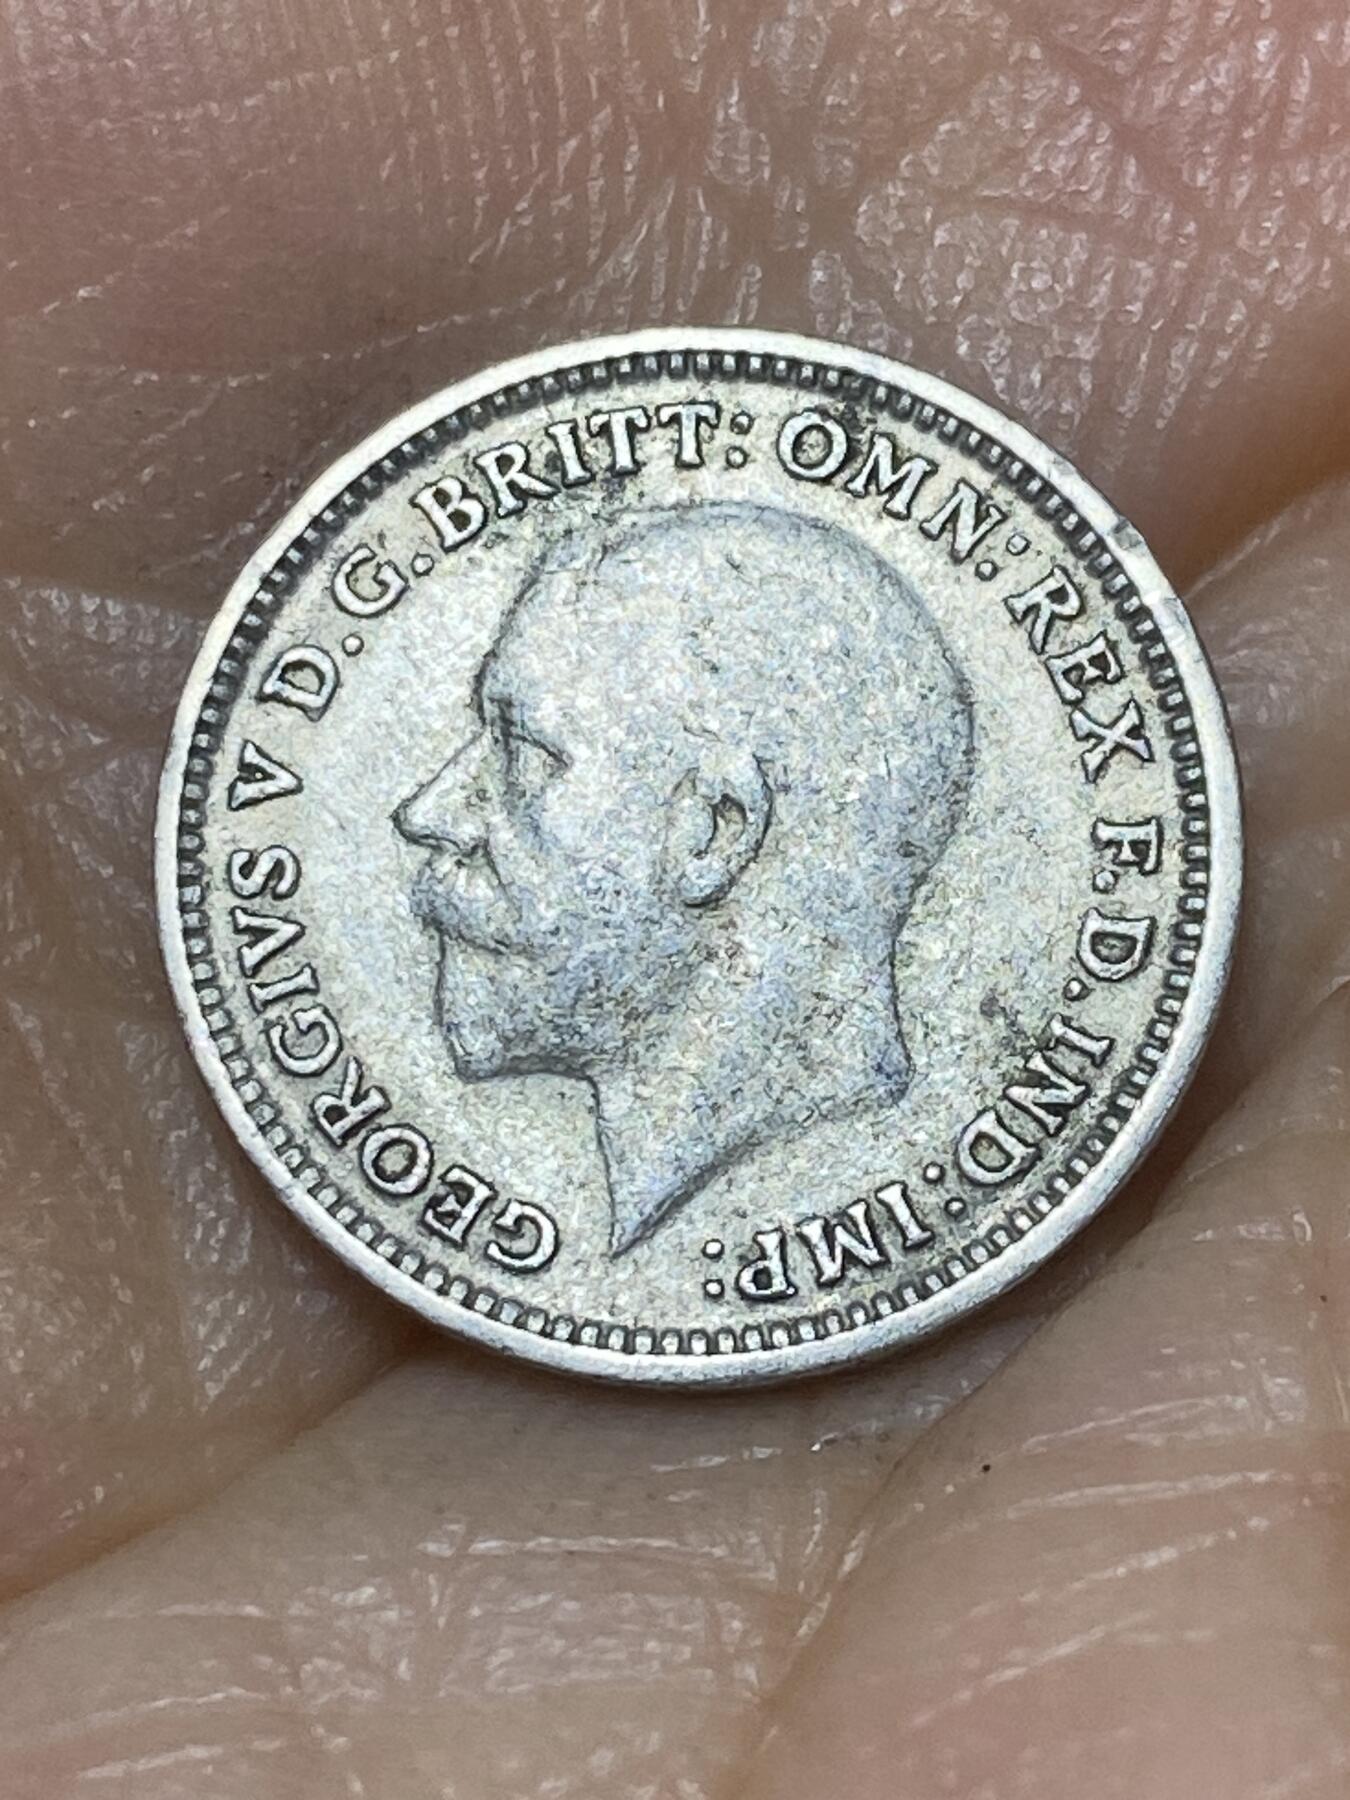 GEORGIVS V D.G.BRITT: OMN: REX F.D.IND:IMP: